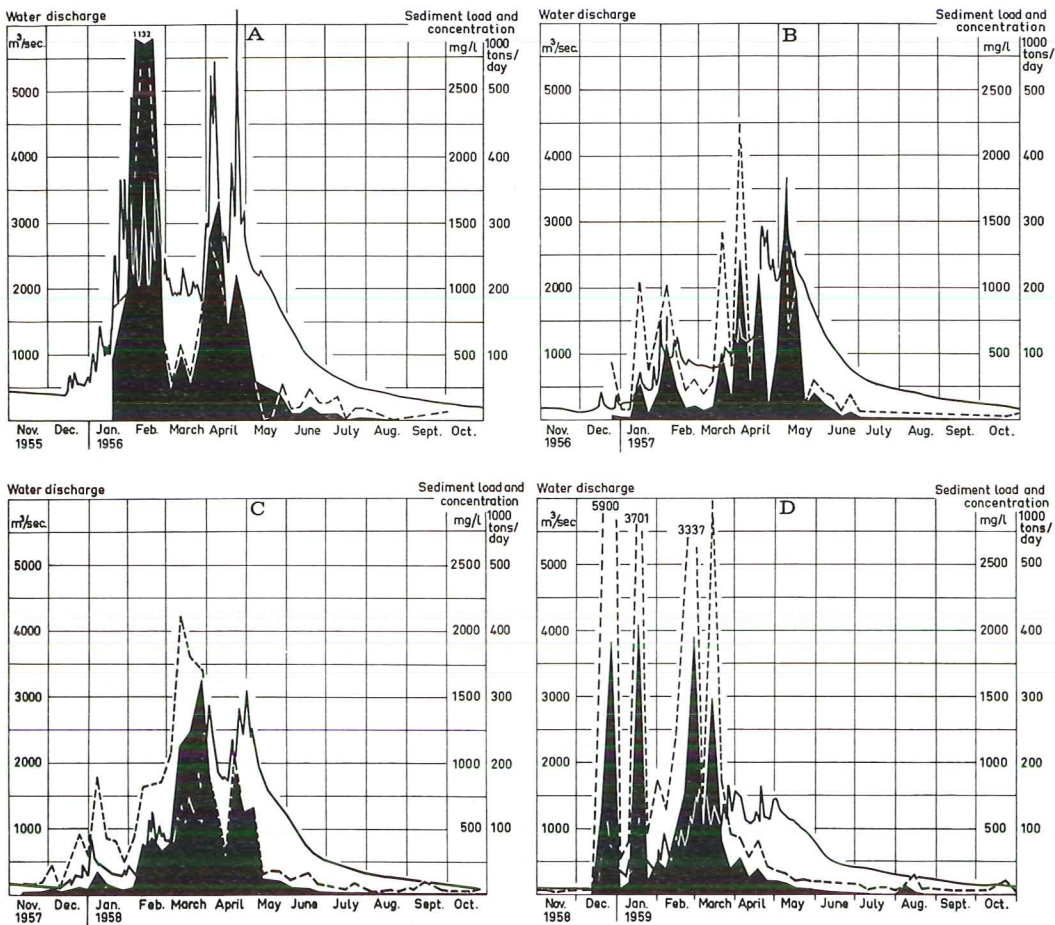 Water discharge
Sediment load and
concentration
m³/sec.
1132
A
mg/l
1000
tons/
day
5000
2500
500
4000
2000
400
3000
1500
300
2000
1000
200
1000
500
100
Nov. Dec. Jan. Feb. March April May June July Aug. Sept. Oct.
1955 1956
Water discharge
Sediment load and
concentration
m³/sec.
B
mg/l
1000
tons/
day
5000
2500
500
4000
2000
400
3000
1500
300
2000
1000
200
1000
500
100
Nov. Dec. Jan. Feb. March April May June July Aug. Sept. Oct.
1956 1957
Water discharge
Sediment load and
concentration
m³/sec.
C
mg/l
1000
tons/
day
5000
2500
500
4000
2000
400
3000
1500
300
2000
1000
200
1000
500
100
Nov. Dec. Jan. Feb. March April May June July Aug. Sept. Oct.
1957 1958
Water discharge
Sediment load and
concentration
m³/sec
5900
3701
3337
D
mg/l
1000
tons/
day
5000
2500
500
4000
2000
400
3000
1500
300
2000
1000
200
1000
500
100
Nov. Dec. Jan. Feb. March April May June July Aug. Sept. Oct.
1958 1959